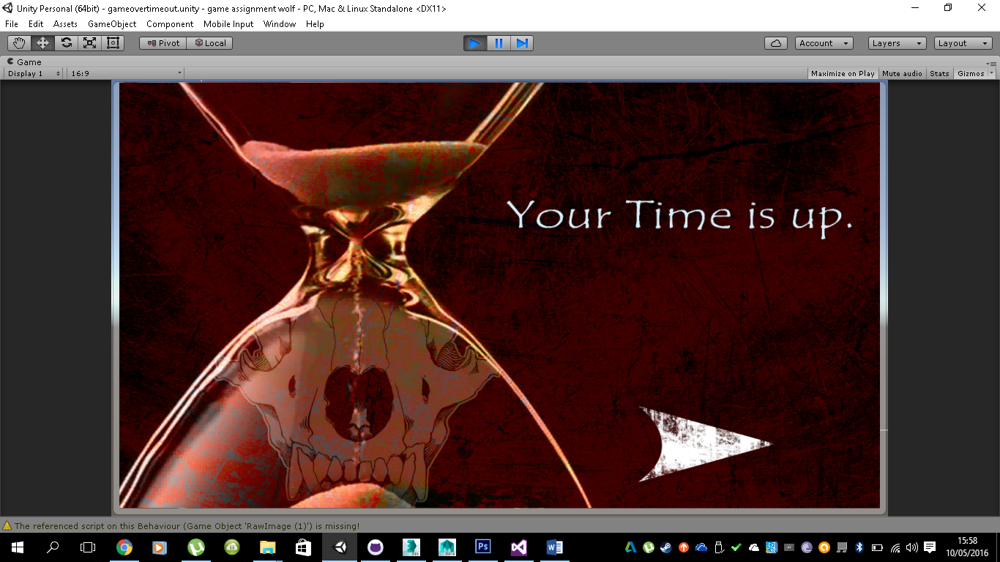 Unity Personal (64bit) - gameovertimeout.unity - game assignment wolf - PC, Mac & Linux Standalone <DX11>
File Edit Assets GameObject Component Mobile Input Window Help
Pivot Local Account Layers Layout
Game
Display 1 16:9 Maximize on Play Mute audio Stats Gizmos
Your Time is up.
The referenced script on this Behaviour (Game Object 'RawImage (1)') is missing!
15:58
10/05/2016